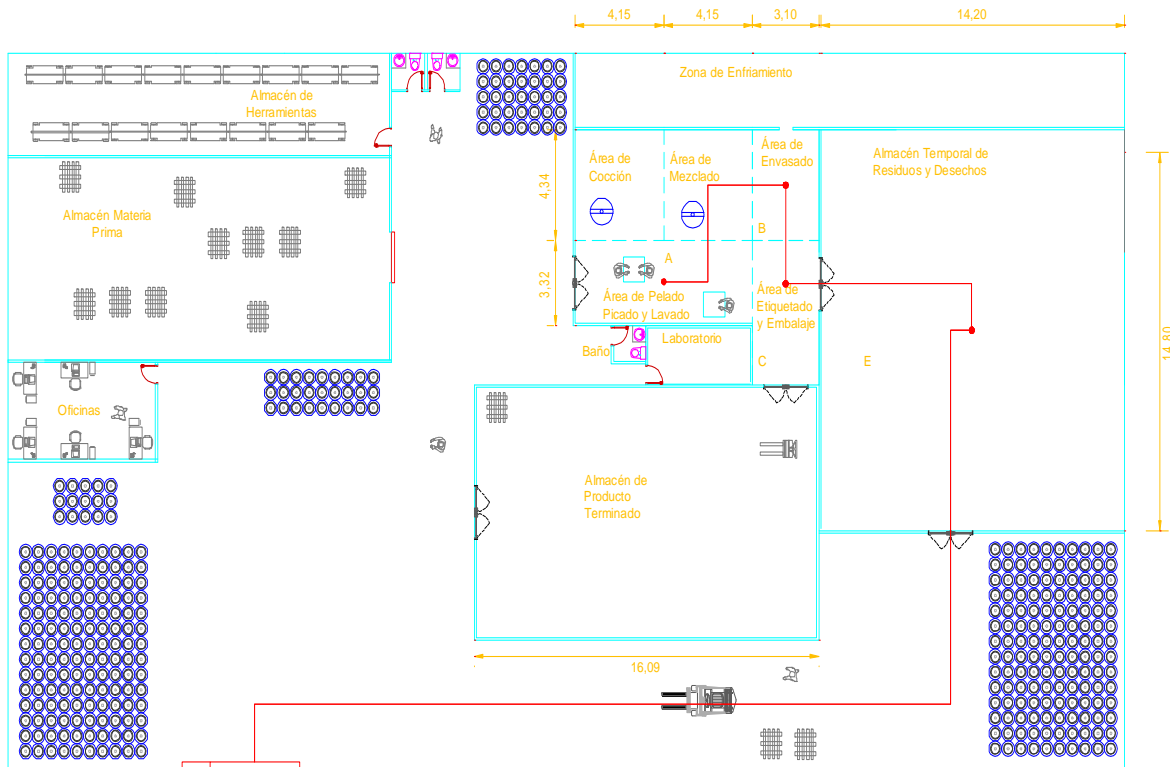 4,15
4,15
3,10
14,20
Zona de Enfriamiento
Almacén de
Herramientas
Área de
Cocción
Área de
Mezclado
Área de
Envasado
Almacén Temporal de
Residuos y Desechos
4,34
Almacén Materia
Prima
B
A
3,32
Área de Pelado
Picado y Lavado
Área de
Etiquetado
y Embalaje
Baño
Laboratorio
C
E
14,80
Oficinas
Almacén de
Producto
Terminado
16,09